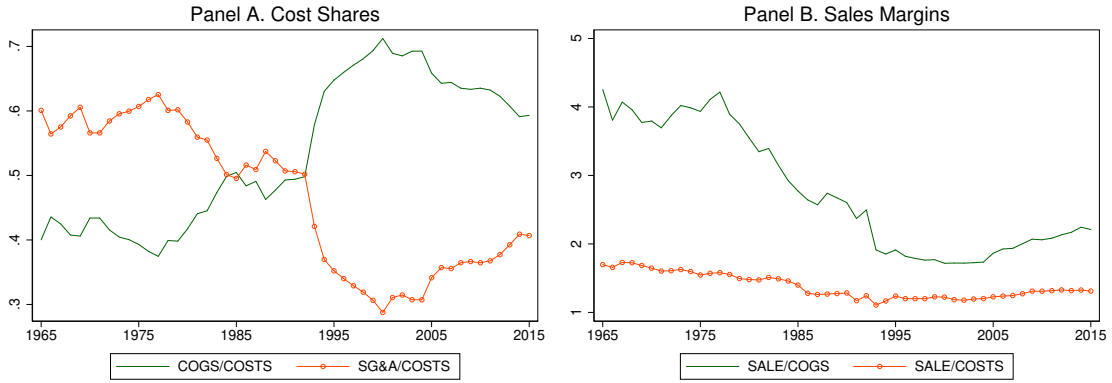 Panel A. Cost Shares
.7
.6
.5
.4
.3
1965 1975 1985 1995 2005 2015
COGS/COSTS SG&A/COSTS
Panel B. Sales Margins
5
4
3
2
1
1965 1975 1985 1995 2005 2015
SALE/COGS SALE/COSTS